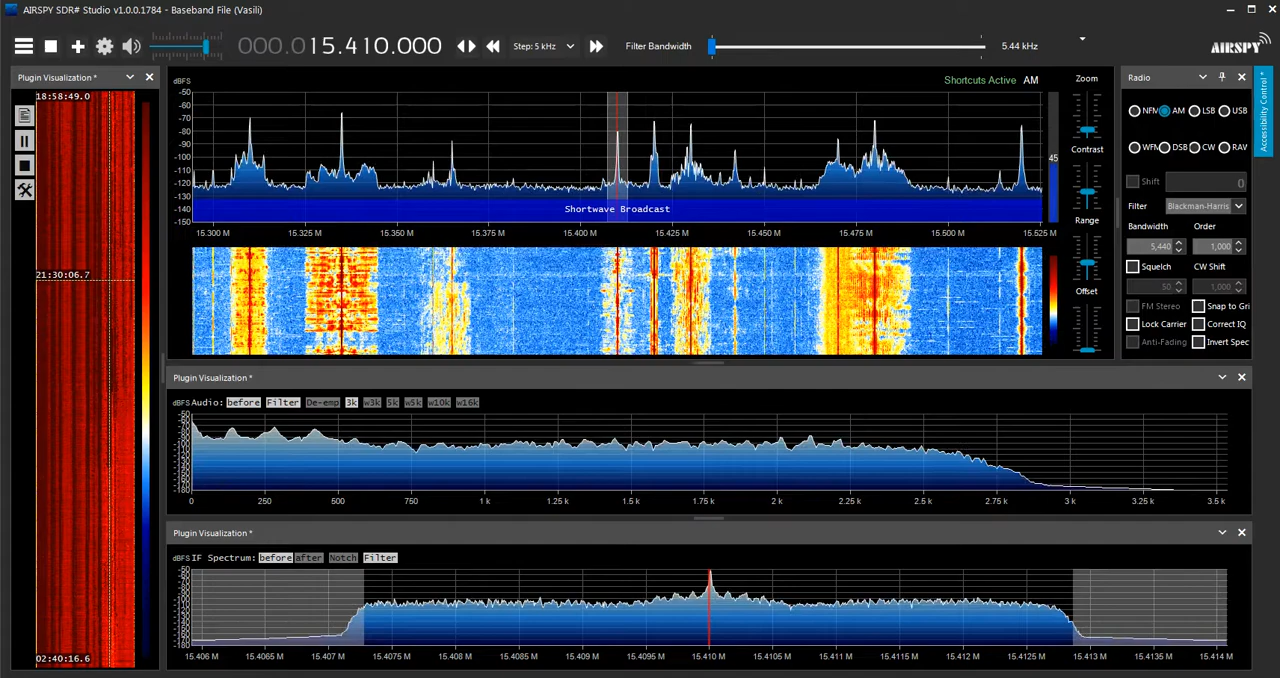 AIRSPY SDR# Studio v1.0.0.1784 - Baseband File (Vasili)
000.015.410.000
Step: 5 kHz
Filter Bandwidth
5.44 kHz
AIRSPY
Plugin Visualization *
18:58:49.0
21:30:06.7
02:40:16.6
dBFS
Shortcuts Active AM
-50
-60
-70
-80
-90
-100
-110
-120
-130
-140
-150
45
Shortwave Broadcast
15.300 M 15.325 M 15.350 M 15.375 M 15.400 M 15.425 M 15.450 M 15.475 M 15.500 M 15.525 M
Zoom
Contrast
Range
Offset
Radio
NFM AM LSB USB
WFM DSB CW RAV
Shift 0
Filter Blackman-Harris
Bandwidth Order
5,440 1,000
Squelch CW Shift
50 1,000
FM Stereo Snap to Gri
Lock Carrier Correct IQ
Anti-Fading Invert Spec
Accessibility Control *
Plugin Visualization *
dBFS Audio: before Filter De-emp 3k w3k 5k w5k w10k w16k
0 250 500 750 1 k 1.25 k 1.5 k 1.75 k 2 k 2.25 k 2.5 k 2.75 k 3 k 3.25 k 3.5 k
Plugin Visualization *
dBFS IF Spectrum: before after Notch Filter
15.406 M 15.4065 M 15.407 M 15.4075 M 15.408 M 15.4085 M 15.409 M 15.4095 M 15.410 M 15.4105 M 15.411 M 15.4115 M 15.412 M 15.4125 M 15.413 M 15.4135 M 15.414 M